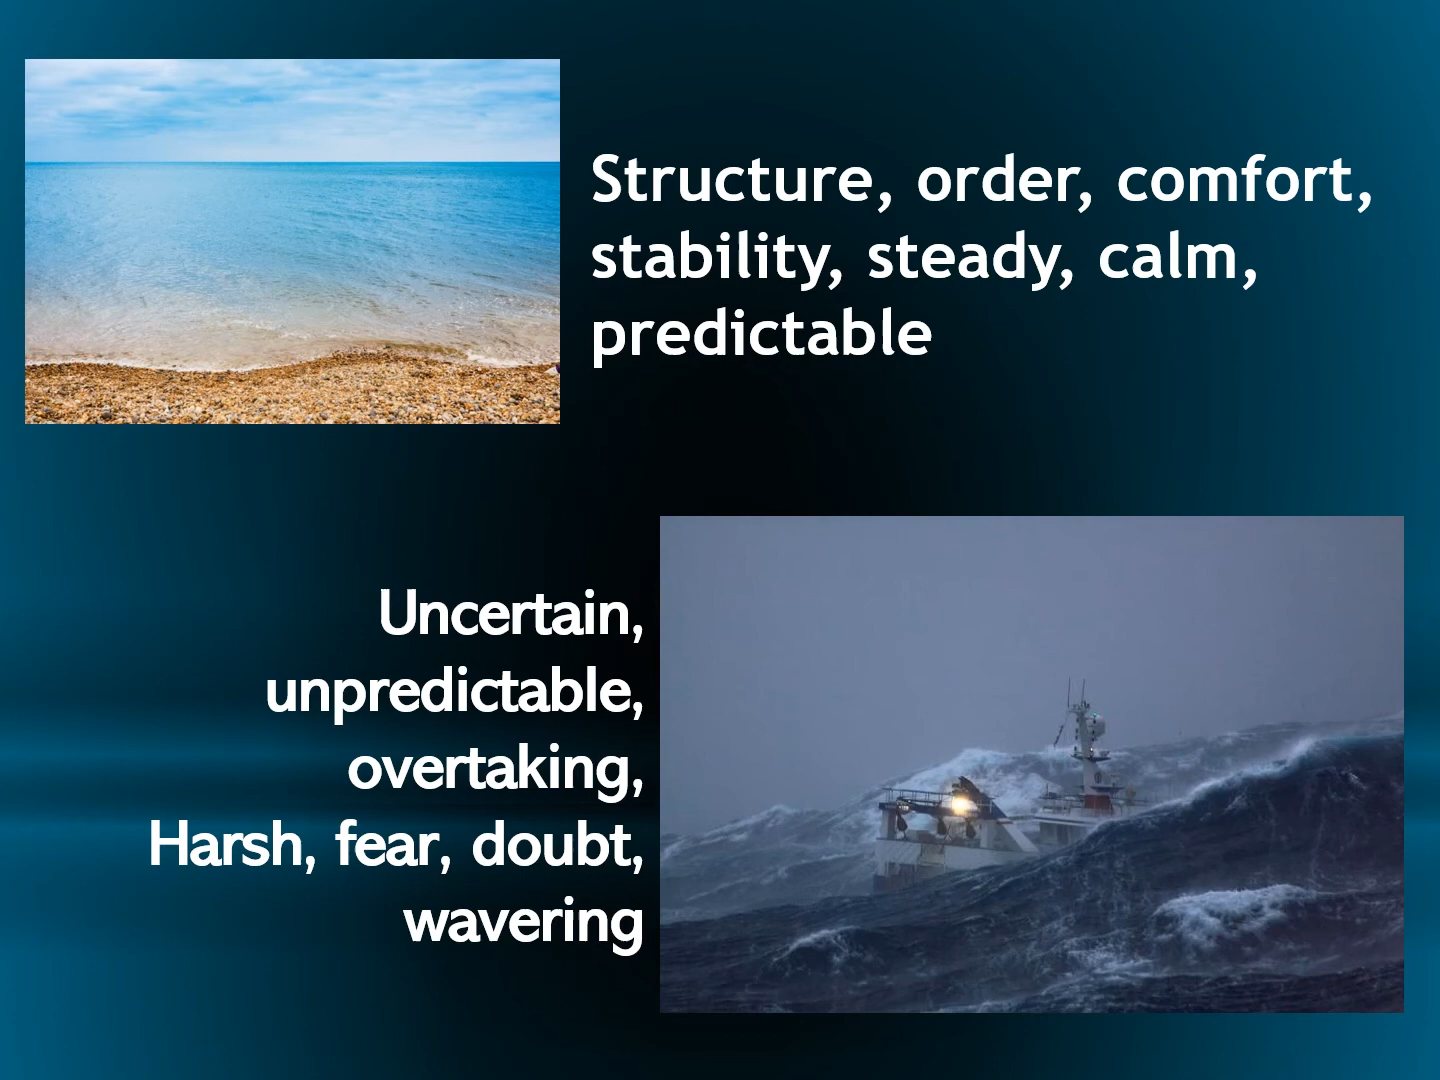 Structure, order, comfort,
stability, steady, calm,
predictable
Uncertain,
unpredictable,
overtaking,
Harsh, fear, doubt,
wavering